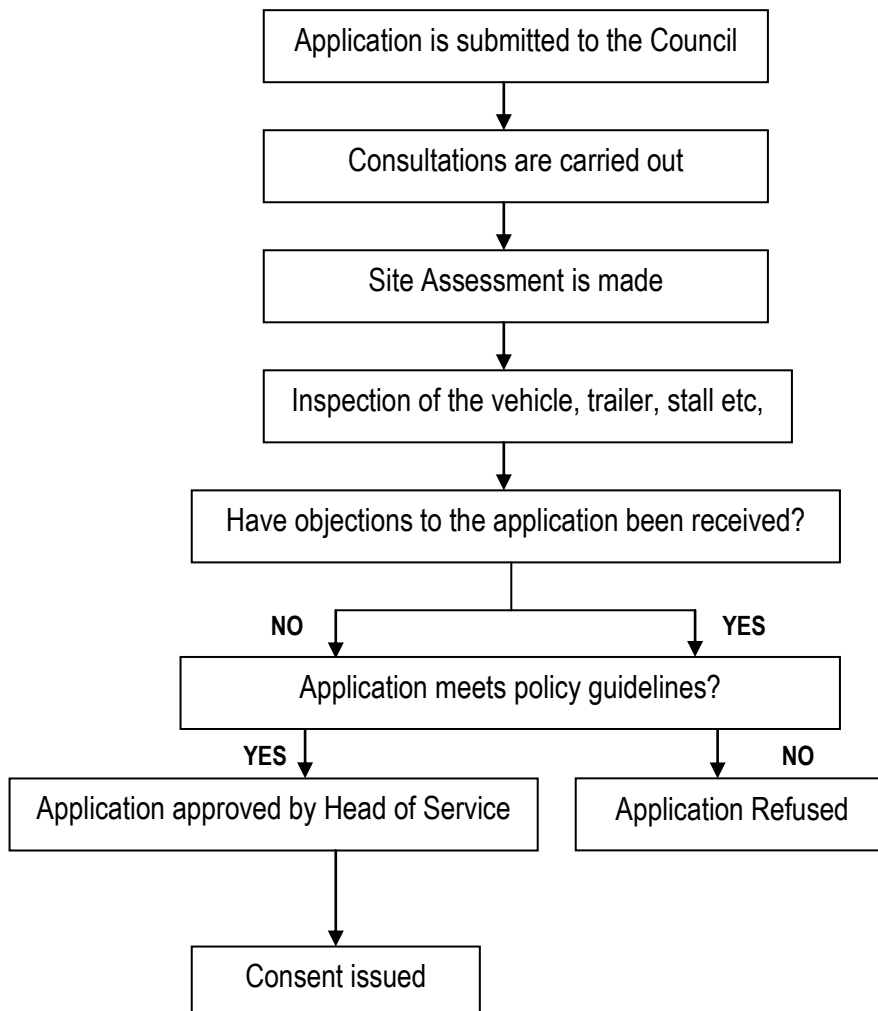 Application is submitted to the Council
Consultations are carried out
Site Assessment is made
Inspection of the vehicle, trailer, stall etc,
Have objections to the application been received?
NO
YES
Application meets policy guidelines?
YES
NO
Application approved by Head of Service
Application Refused
Consent issued